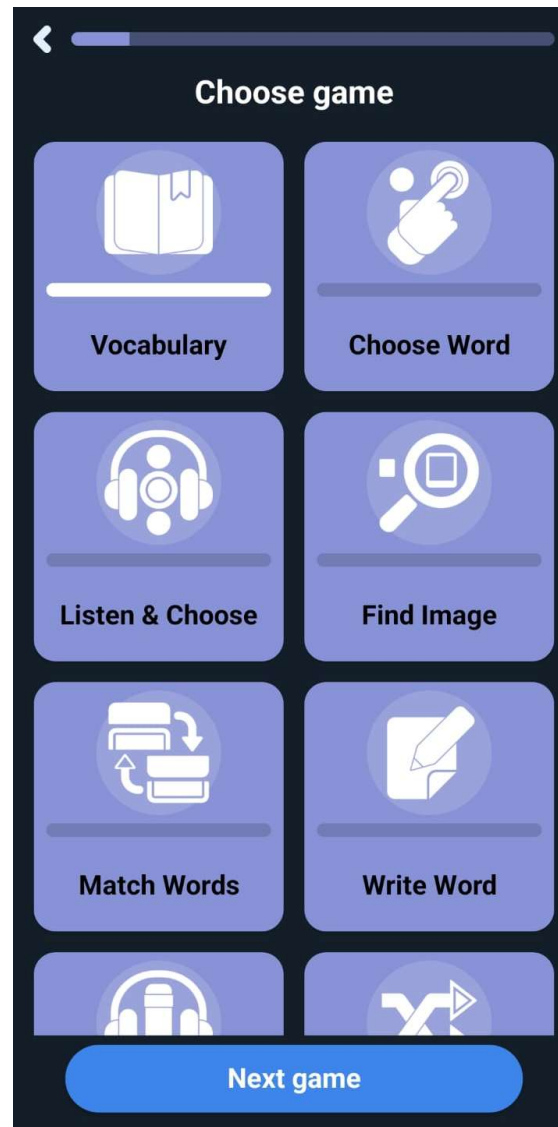 Choose game
Vocabulary
Choose Word
Listen & Choose
Find Image
Match Words
Write Word
Next game